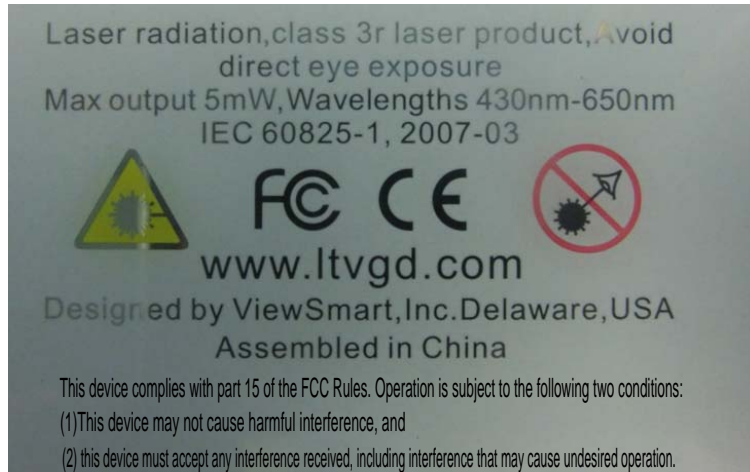 Laser radiation,class 3r laser product,Avoid
direct eye exposure
Max output 5mW,Wavelengths 430nm-650nm
IEC 60825-1, 2007-03
FC CE
www.ltvgd.com
Designed by ViewSmart,Inc.Delaware,USA
Assembled in China
This device complies with part 15 of the FCC Rules. Operation is subject to the following two conditions:
(1)This device may not cause harmful interference, and
(2) this device must accept any interference received, including interference that may cause undesired operation.